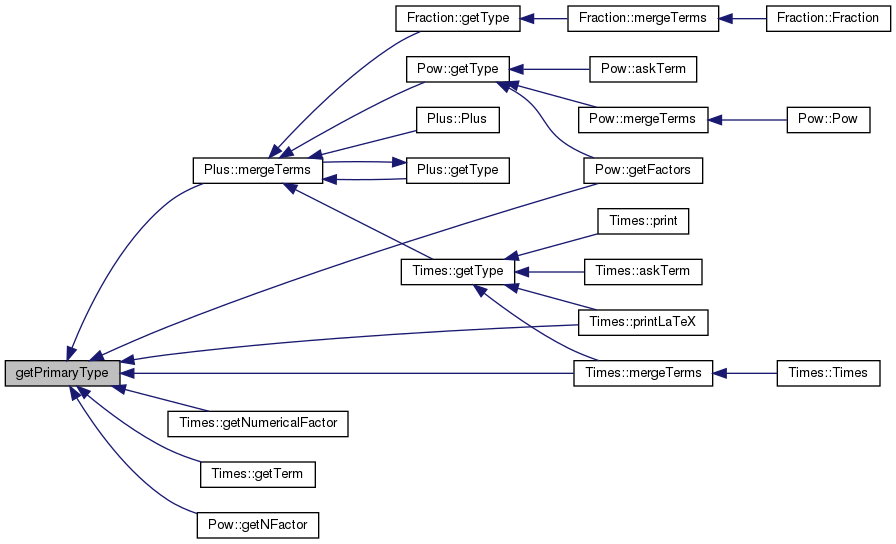 Fraction::getType
Fraction::mergeTerms
Fraction::Fraction
Pow::getType
Pow::askTerm
Plus::Plus
Pow::mergeTerms
Pow::Pow
Plus::mergeTerms
Plus::getType
Pow::getFactors
Times::print
Times::getType
Times::askTerm
Times::printLaTeX
getPrimaryType
Times::mergeTerms
Times::Times
Times::getNumericalFactor
Times::getTerm
Pow::getNFactor